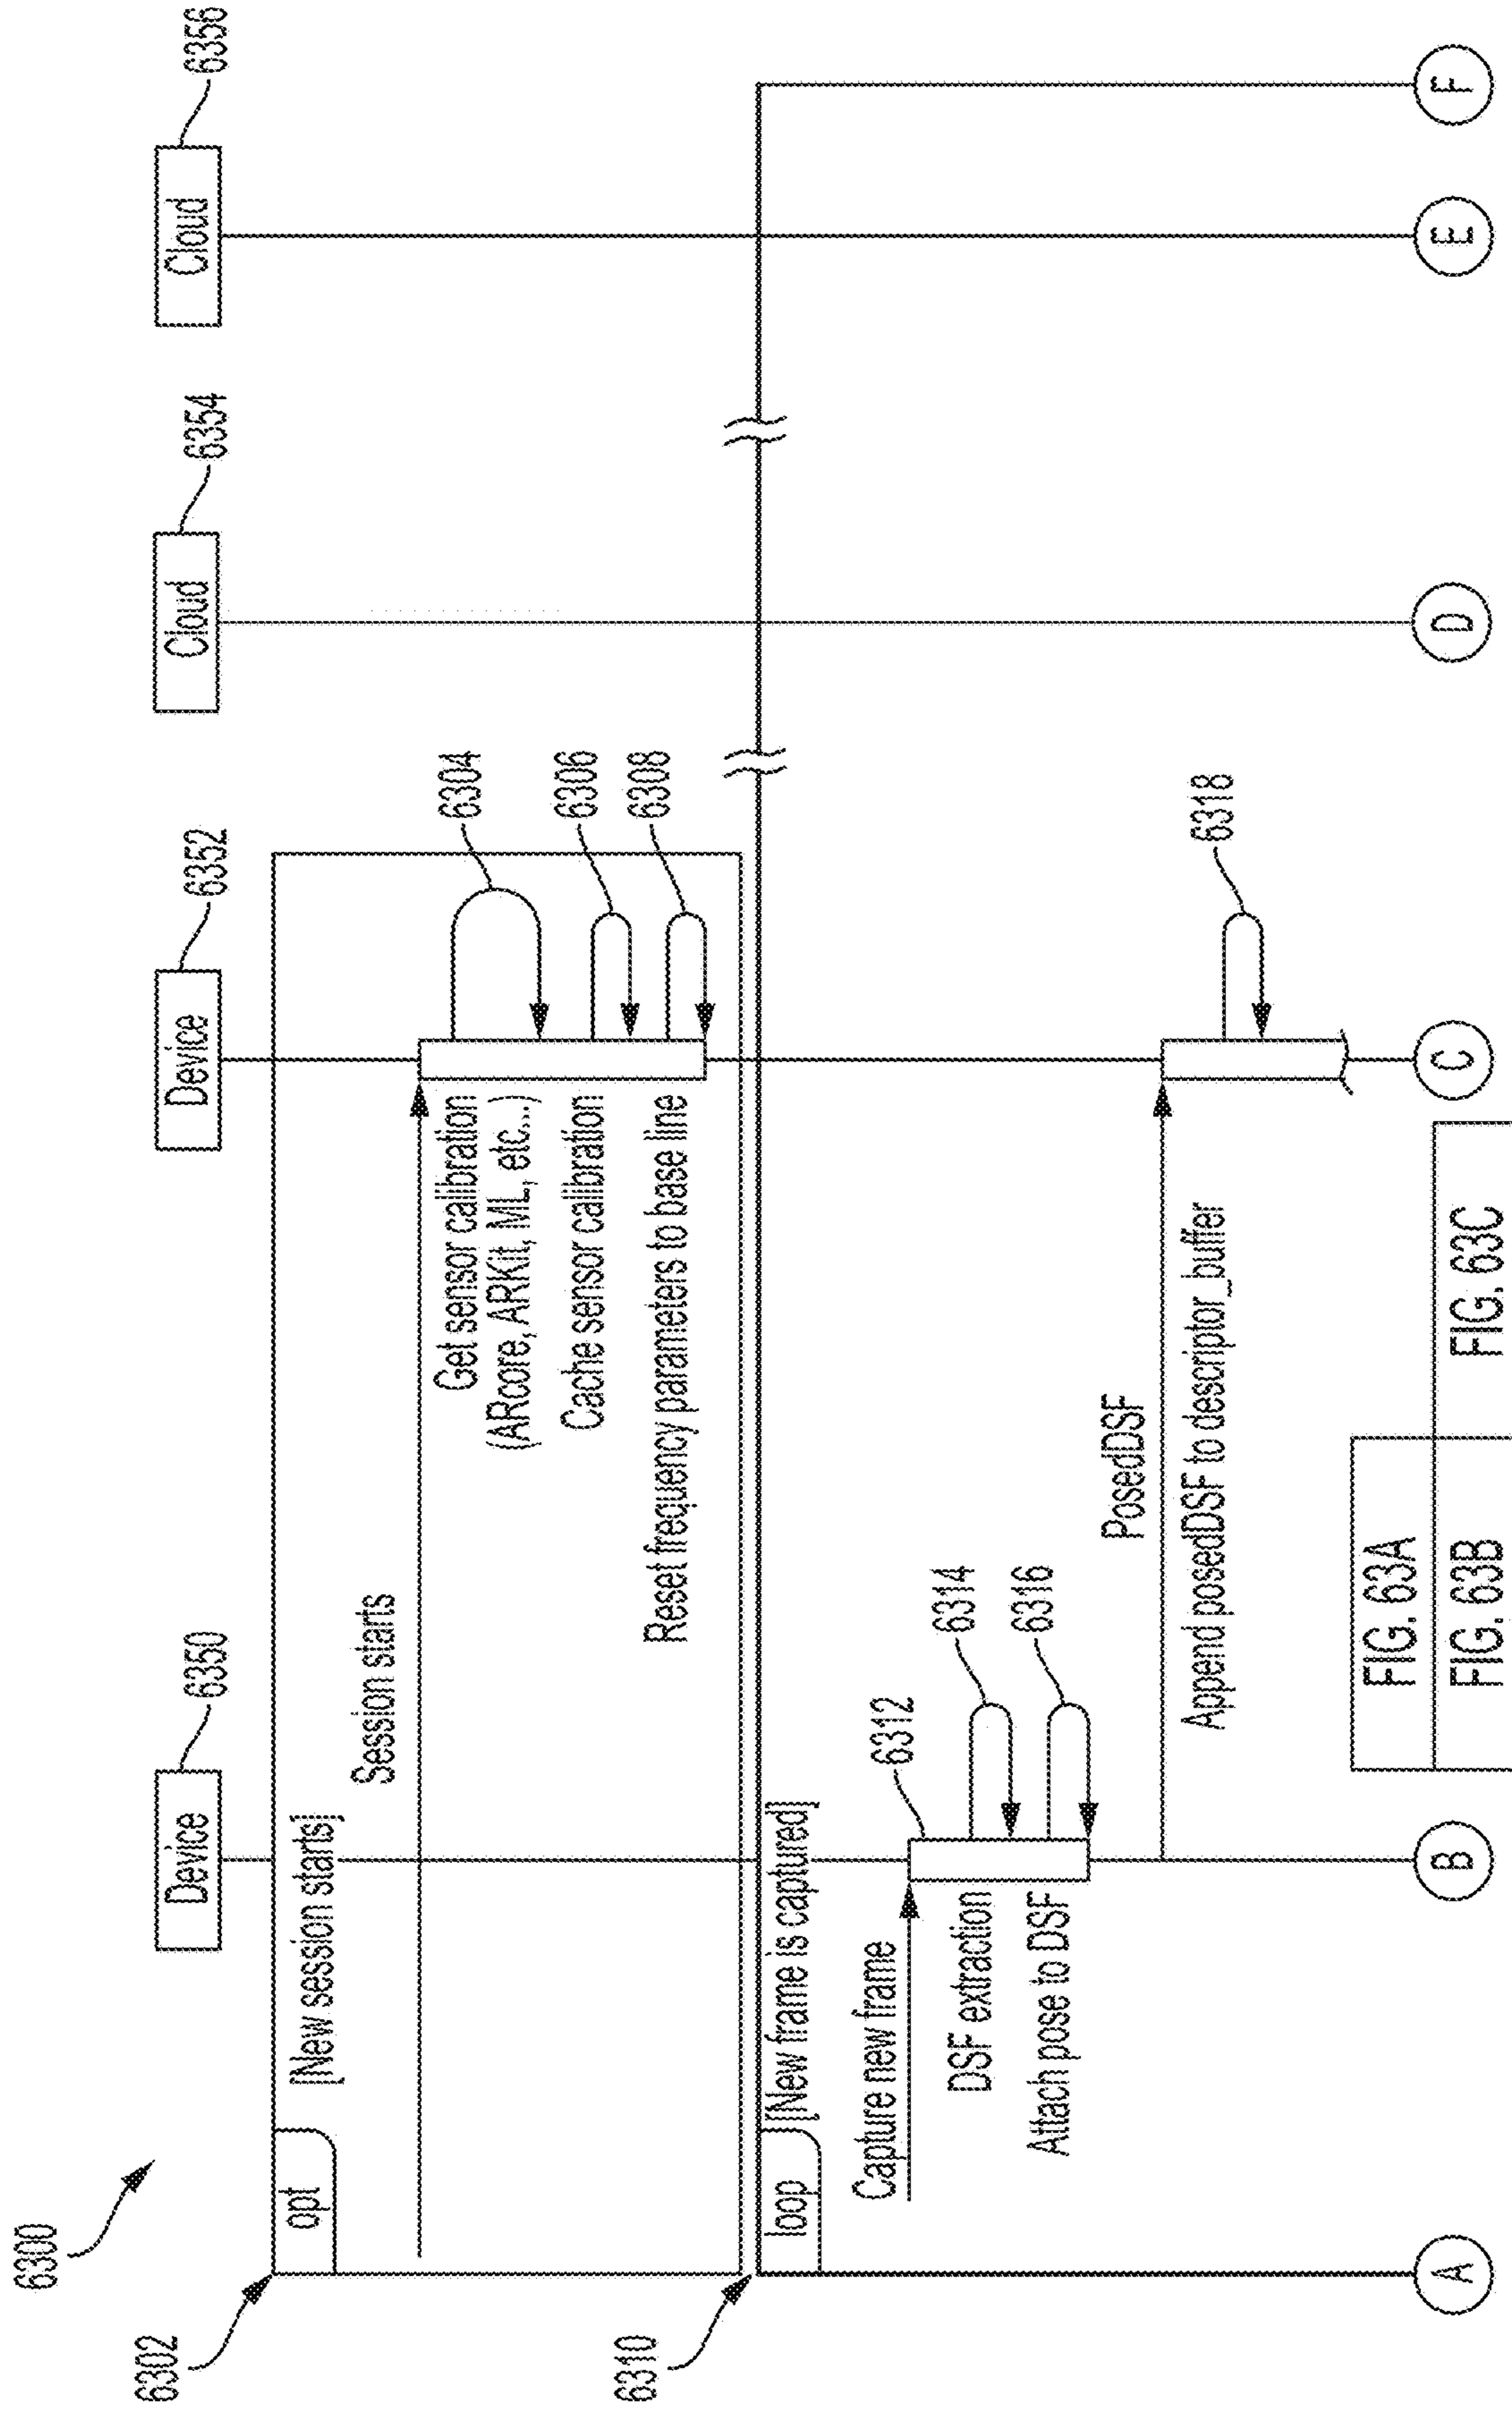 6300
Device
6350
Device
6352
Cloud
6354
Cloud
6356
6302
opt
[New session starts]
Session starts
Get sensor calibration
(ARcore, ARKit, ML, etc...)
6304
Cache sensor calibration
6306
Reset frequency parameters to base line
6308
6310
loop
[New frame is captured]
Capture new frame
6312
DSF extraction
6314
Attach pose to DSF
6316
PosedDSF
Append posedDSF to descriptor_buffer
6318
FIG. 63A
FIG. 63B
FIG. 63C
A
B
C
D
E
F